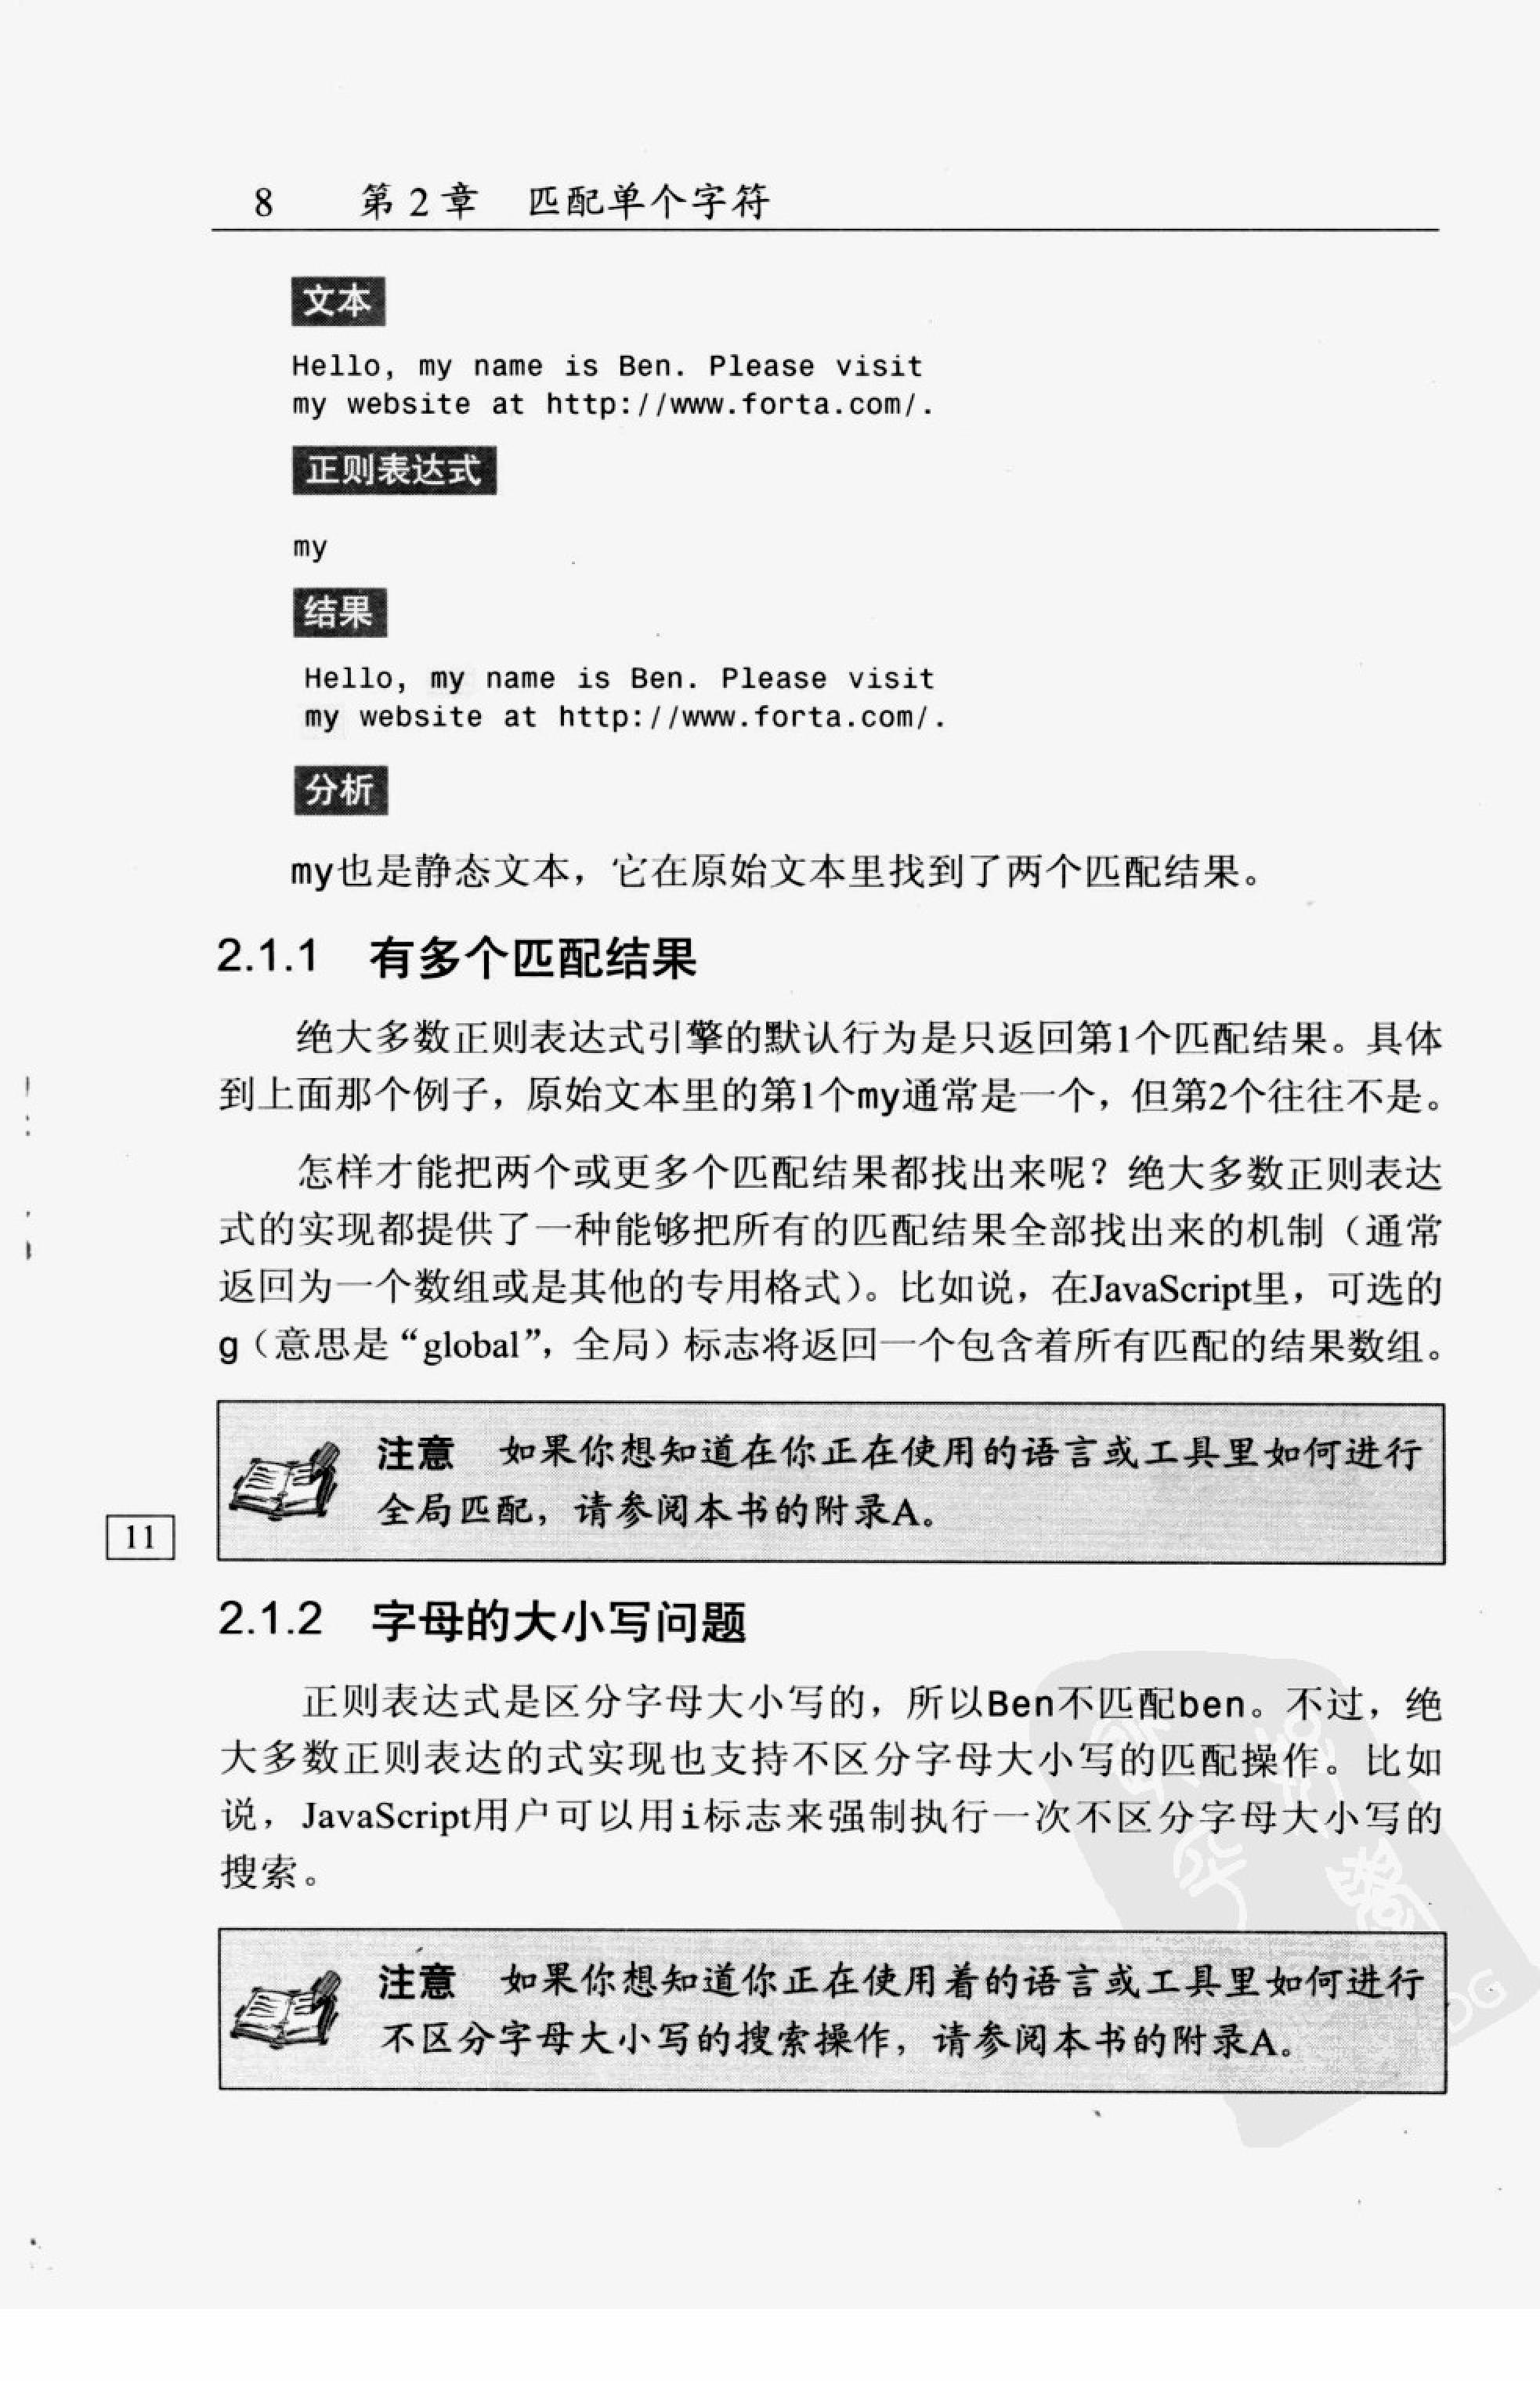 8 第2章 匹配单个字符
文本
Hello, my name is Ben. Please visit
my website at http://www.forta.com/.
正则表达式
my
结果
Hello, my name is Ben. Please visit
my website at http://www.forta.com/.
分析
my也是静态文本，它在原始文本里找到了两个匹配结果。
2.1.1 有多个匹配结果
绝大多数正则表达式引擎的默认行为是只返回第1个匹配结果。具体
到上面那个例子，原始文本里的第1个my通常是一个，但第2个往往不是。
怎样才能把两个或更多个匹配结果都找出来呢？绝大多数正则表达
式的实现都提供了一种能够把所有的匹配结果全部找出来的机制（通常
返回为一个数组或是其他的专用格式）。比如说，在JavaScript里，可选的
g（意思是“global”，全局）标志将返回一个包含着所有匹配的结果数组。
注意 如果你想知道在你正在使用的语言或工具里如何进行
全局匹配，请参阅本书的附录A。
11
2.1.2 字母的大小写问题
正则表达式是区分字母大小写的，所以Ben不匹配ben。不过，绝
大多数正则表达的式实现也支持不区分字母大小写的匹配操作。比如
说，JavaScript用户可以用i标志来强制执行一次不区分字母大小写的
搜索。
注意 如果你想知道你正在使用着的语言或工具里如何进行
不区分字母大小写的搜索操作，请参阅本书的附录A。